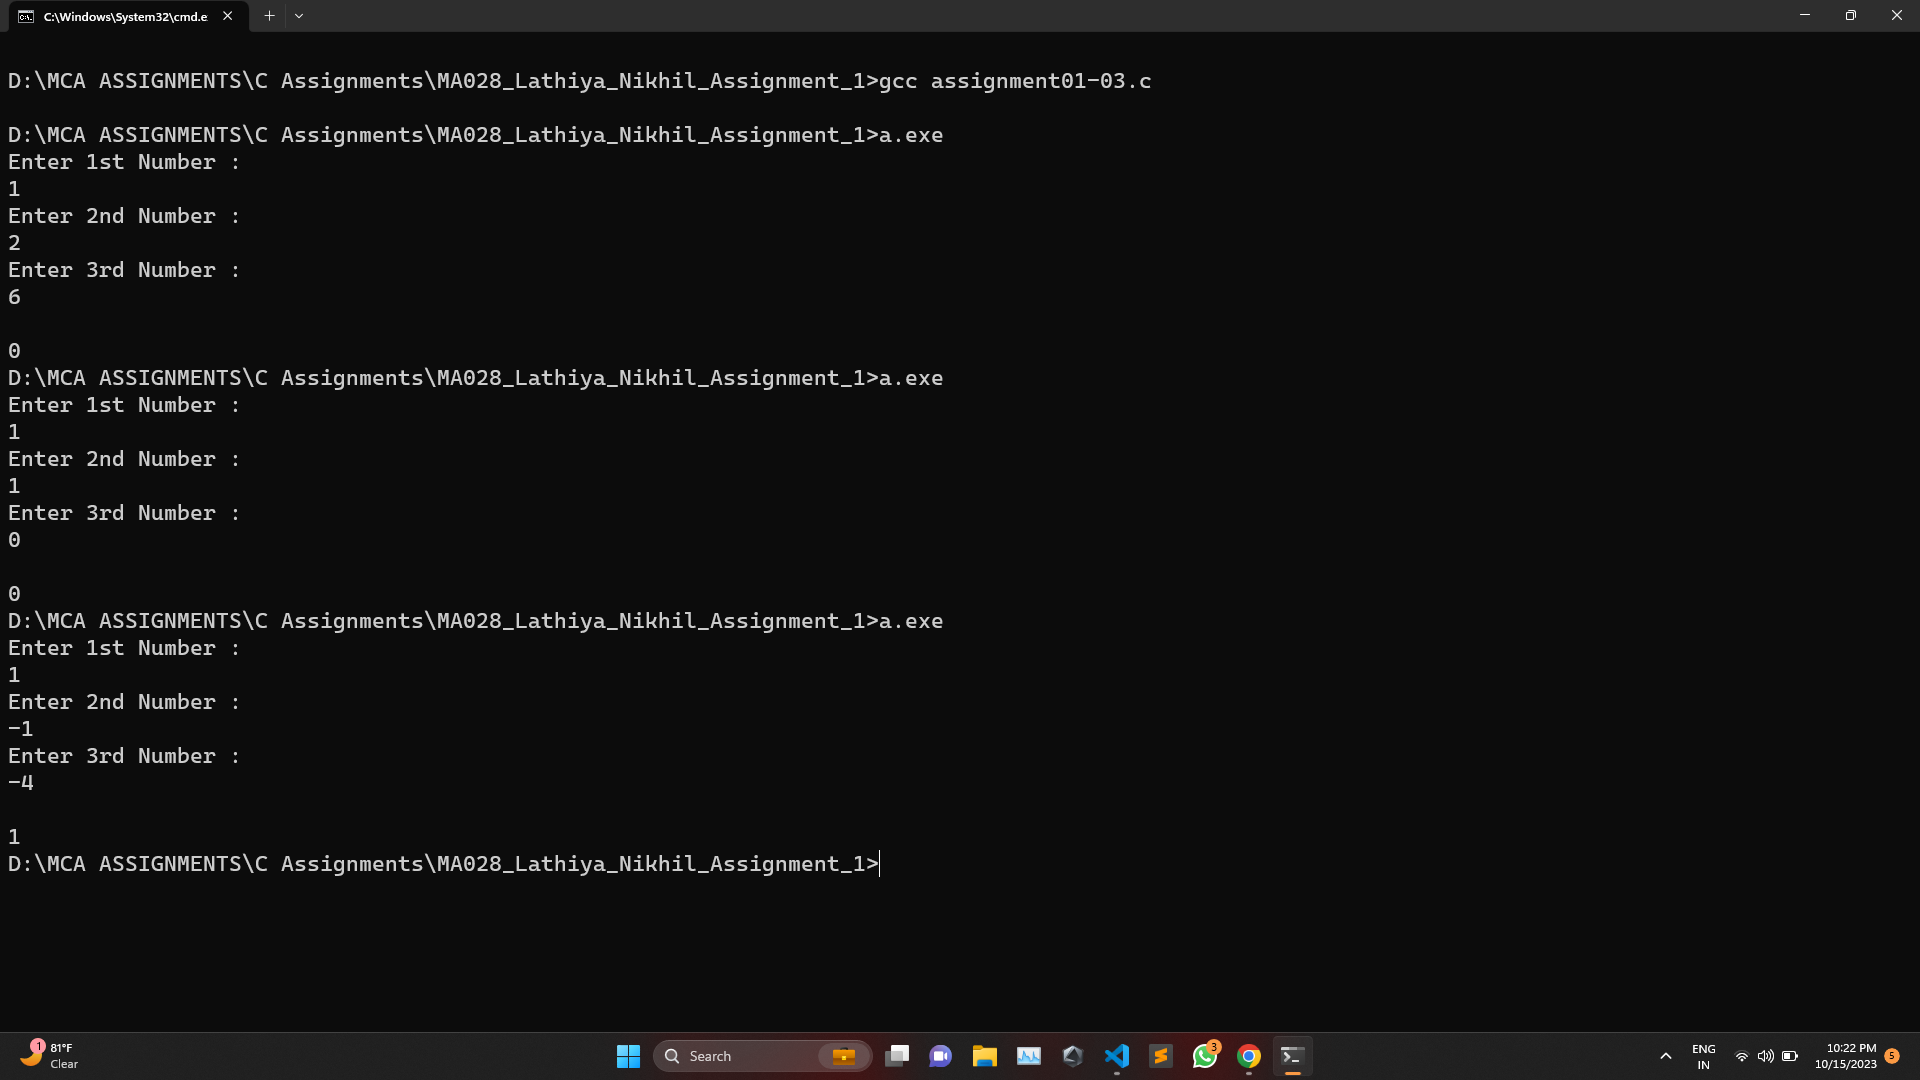 C:\Windows\System32\cmd.e
D:\MCA ASSIGNMENTS\C Assignments\MA028_Lathiya_Nikhil_Assignment_1>gcc assignment01-03.c
D:\MCA ASSIGNMENTS\C Assignments\MA028_Lathiya_Nikhil_Assignment_1>a.exe
Enter 1st Number :
1
Enter 2nd Number :
2
Enter 3rd Number :
6
0
D:\MCA ASSIGNMENTS\C Assignments\MA028_Lathiya_Nikhil_Assignment_1>a.exe
Enter 1st Number :
1
Enter 2nd Number :
1
Enter 3rd Number :
0
0
D:\MCA ASSIGNMENTS\C Assignments\MA028_Lathiya_Nikhil_Assignment_1>a.exe
Enter 1st Number :
1
Enter 2nd Number :
-1
Enter 3rd Number :
-4
1
D:\MCA ASSIGNMENTS\C Assignments\MA028_Lathiya_Nikhil_Assignment_1>
1
81°F
Clear
Search
3
ENG
IN
10:22 PM
10/15/2023
5